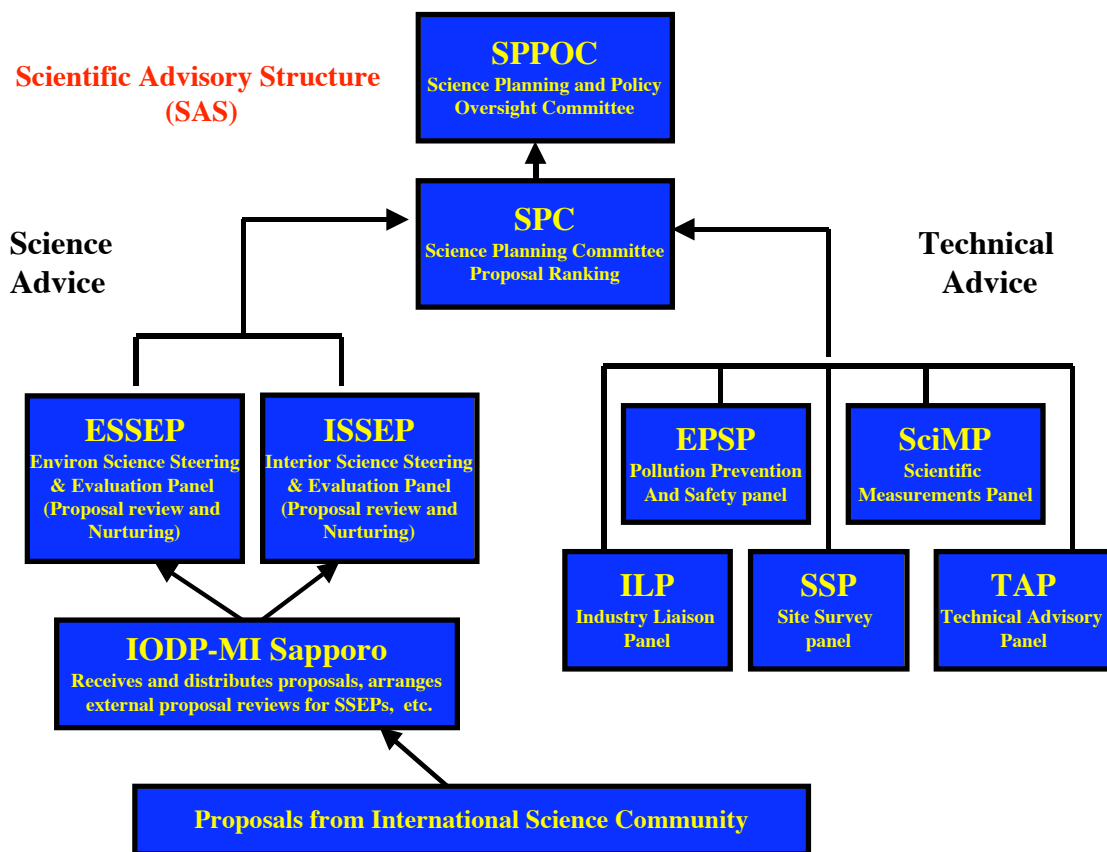 Scientific Advisory Structure
(SAS)
SPPOC
Science Planning and Policy
Oversight Committee
SPC
Science Planning Committee
Proposal Ranking
Science
Advice
Technical
Advice
ESSEP
Environ Science Steering
& Evaluation Panel
(Proposal review and
Nurturing)
ISSEP
Interior Science Steering
& Evaluation Panel
(Proposal review and
Nurturing)
EPSP
Pollution Prevention
And Safety panel
SciMP
Scientific
Measurements Panel
ILP
Industry Liaison
Panel
SSP
Site Survey
panel
TAP
Technical Advisory
Panel
IODP-MI Sapporo
Receives and distributes proposals, arranges
external proposal reviews for SSEPs, etc.
Proposals from International Science Community